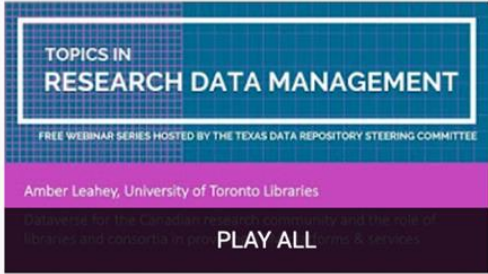 TOPICS IN
RESEARCH DATA MANAGEMENT
FREE WEBINAR SERIES HOSTED BY THE TEXAS DATA REPOSITORY STEERING COMMITTEE
Amber Leahey, University of Toronto Libraries
Dataverse for the Canadian research community and the role of
libraries and consortia in forms & services
PLAY ALL